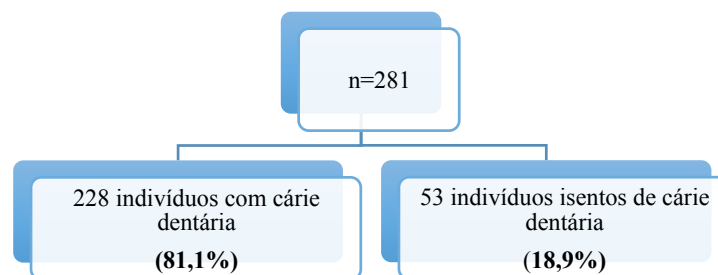 n=281
228 indivíduos com cárie
dentária
(81,1%)
53 indivíduos isentos de cárie
dentária
(18,9%)